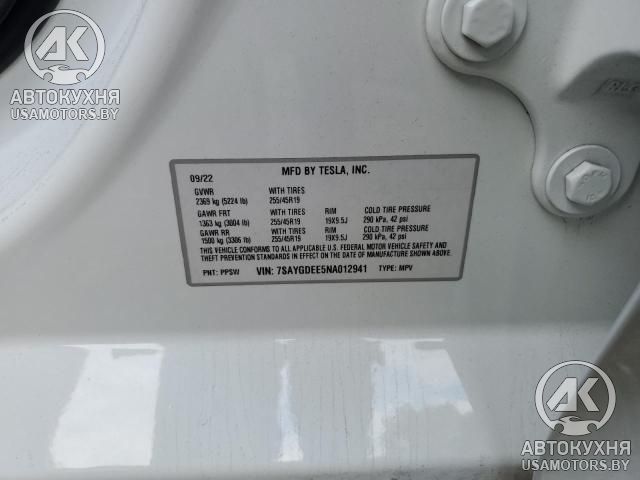 AK
АВТОКУХНЯ
USAMOTORS.BY
MFD BY TESLA, INC.
09/22
GVWR WITH TIRES
2369 kg (5224 lb) 255/45R19
GAWR FRT WITH TIRES RIM COLD TIRE PRESSURE
1363 kg (3004 lb) 255/45R19 19X9.5J 290 kPa, 42 psi
GAWR RR WITH TIRES RIM COLD TIRE PRESSURE
1500 kg (3306 lb) 255/45R19 19X9.5J 290 kPa, 42 psi
THIS VEHICLE CONFORMS TO ALL APPLICABLE U.S. FEDERAL MOTOR VEHICLE SAFETY AND
THEFT PREVENTION STANDARDS IN EFFECT ON THE DATE OF MANUFACTURE SHOWN ABOVE.
PNT: PPSW VIN: 7SAYGDEE5NA012941 TYPE: MPV
AK
АВТОКУХНЯ
USAMOTORS.BY